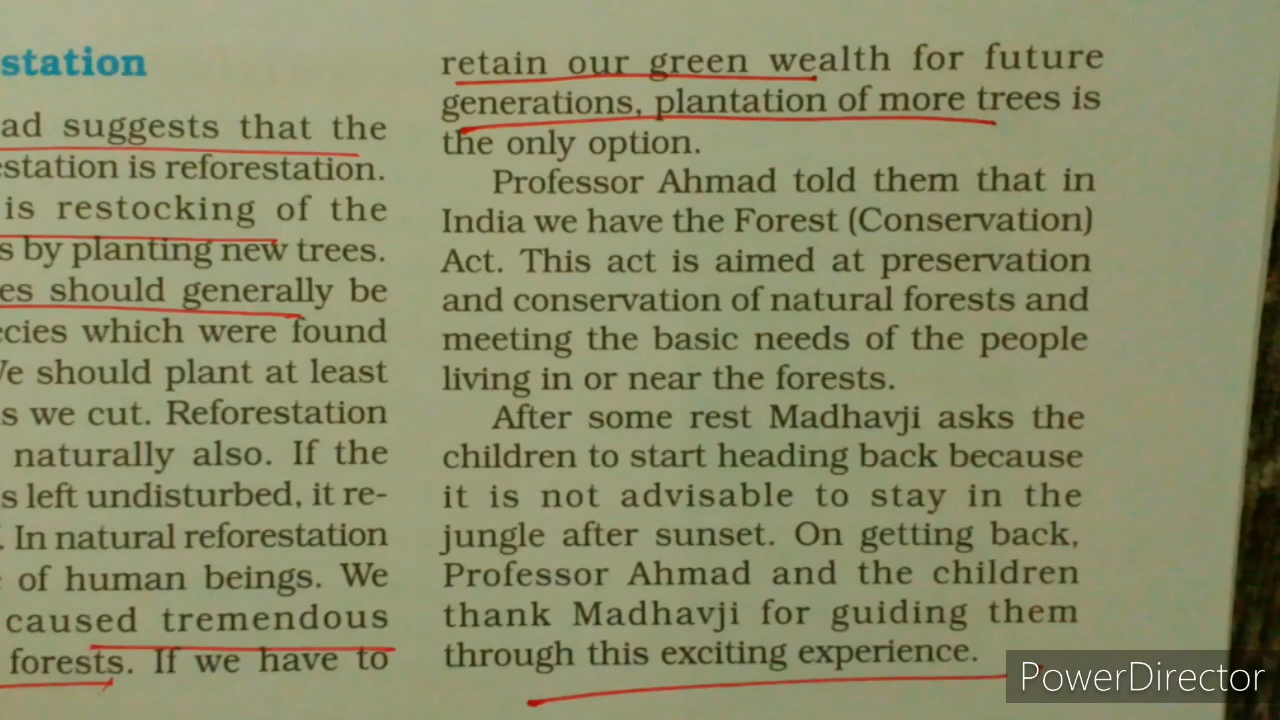 station
ad suggests that the
estation is reforestation.
is restocking of the
s by planting new trees.
es should generally be
ecies which were found
We should plant at least
s we cut. Reforestation
naturally also. If the
s left undisturbed, it re-
. In natural reforestation
of human beings. We
caused tremendous
forests. If we have to
retain our green wealth for future
generations, plantation of more trees is
the only option.
Professor Ahmad told them that in
India we have the Forest (Conservation)
Act. This act is aimed at preservation
and conservation of natural forests and
meeting the basic needs of the people
living in or near the forests.
After some rest Madhavji asks the
children to start heading back because
it is not advisable to stay in the
jungle after sunset. On getting back,
Professor Ahmad and the children
thank Madhavji for guiding them
through this exciting experience.
PowerDirector